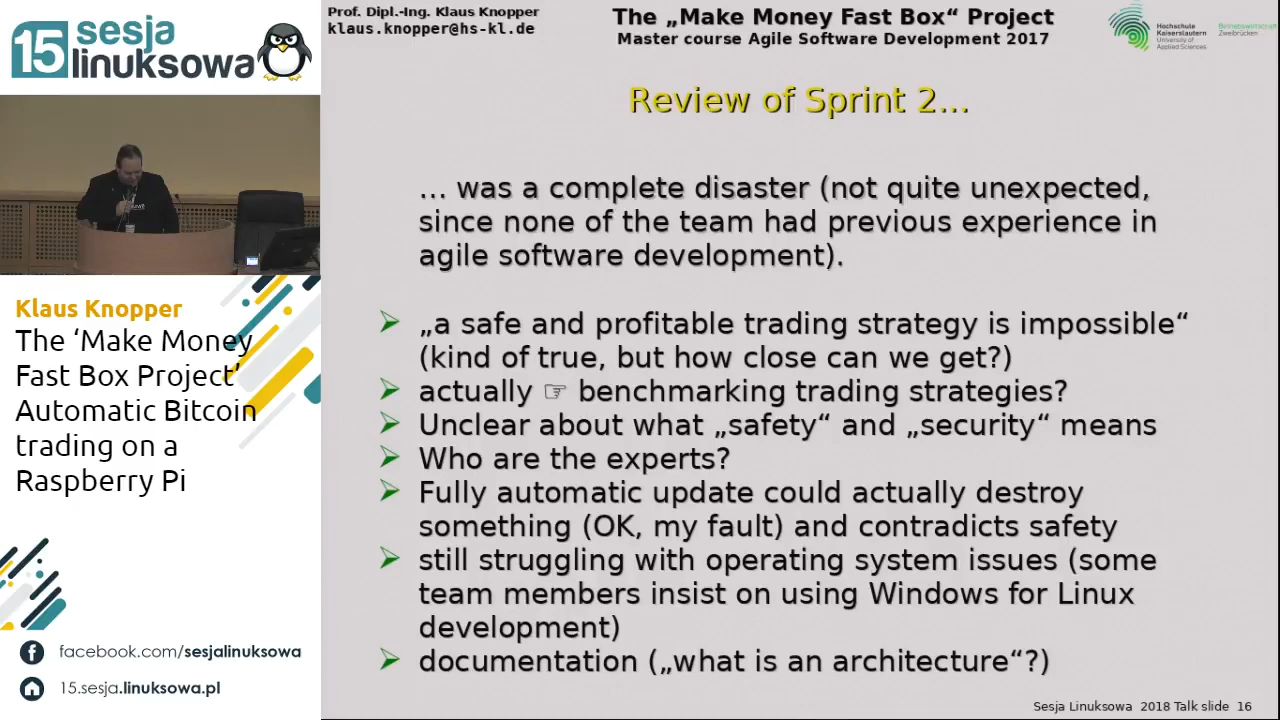 15 sesja
linuksowa
Klaus Knopper
The ‘Make Money
Fast Box Project’
Automatic Bitcoin
trading on a
Raspberry Pi
facebook.com/sesjalinuksowa
15.sesja.linuksowa.pl
Prof. Dipl.-Ing. Klaus Knopper
klaus.knopper@hs-kl.de
The „Make Money Fast Box“ Project
Master course Agile Software Development 2017
Hochschule
Kaiserslautern
University of
Applied Sciences
Betriebswirtschaft
Zweibrücken
Review of Sprint 2...
... was a complete disaster (not quite unexpected,
since none of the team had previous experience in
agile software development).
➢ „a safe and profitable trading strategy is impossible“
(kind of true, but how close can we get?)
➢ actually ☞ benchmarking trading strategies?
➢ Unclear about what „safety“ and „security“ means
➢ Who are the experts?
➢ Fully automatic update could actually destroy
something (OK, my fault) and contradicts safety
➢ still struggling with operating system issues (some
team members insist on using Windows for Linux
development)
➢ documentation („what is an architecture“?)
Sesja Linuksowa 2018 Talk slide 16